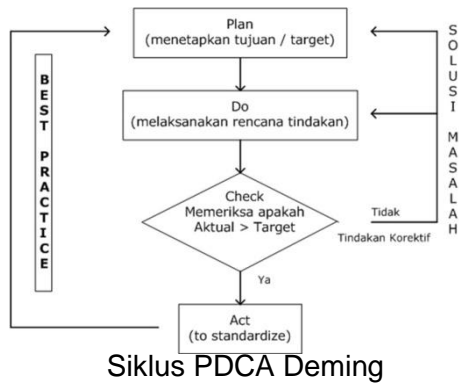 Plan
(menetapkan tujuan / target)
BEST PRACTICE
SOLUSI MASALAH
Do
(melaksanakan rencana tindakan)
Check
Memeriksa apakah
Aktual > Target
Tidak
Tindakan Korektif
Ya
Act
(to standardize)
Siklus PDCA Deming